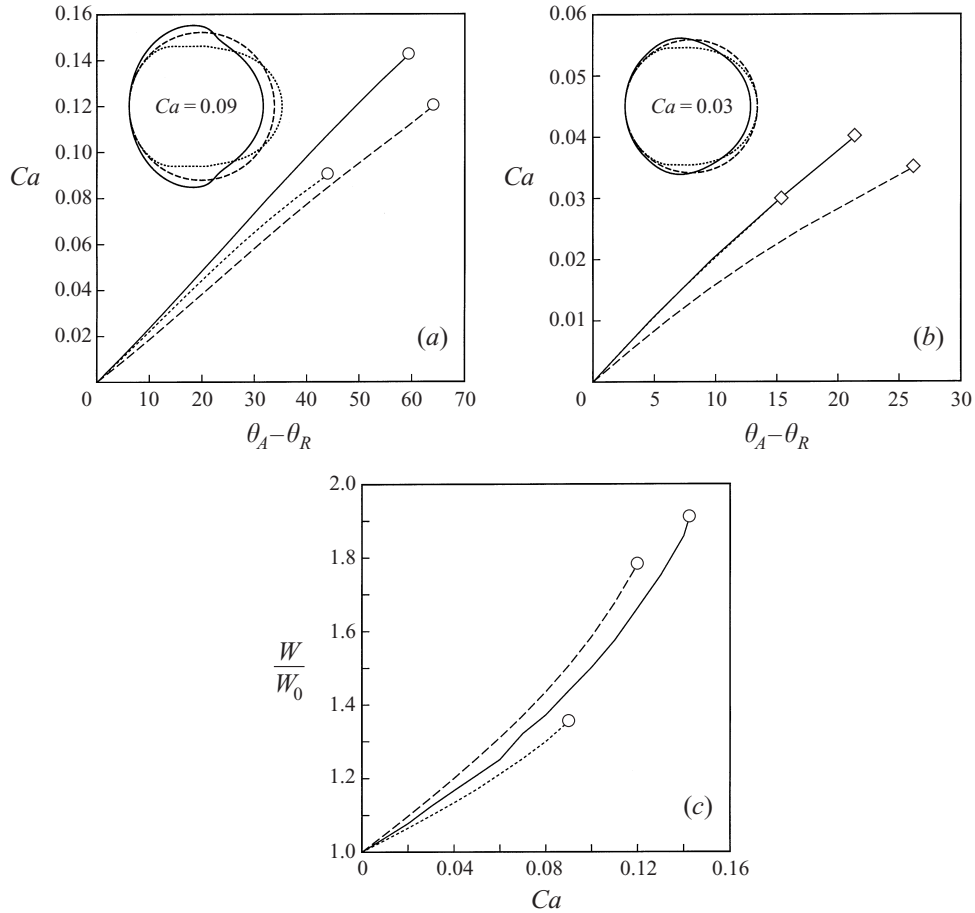 0.16
0.14
0.12
0.10
Ca
0.08
0.06
0.04
0.02
Ca = 0.09
(a)
0 10 20 30 40 50 60 70
θA–θR
0.06
0.05
0.04
Ca
0.03
0.02
0.01
Ca = 0.03
(b)
0 5 10 15 20 25 30
θA–θR
2.0
1.8
1.6
W
W0
1.4
1.2
1.0
(c)
0 0.04 0.08 0.12 0.16
Ca